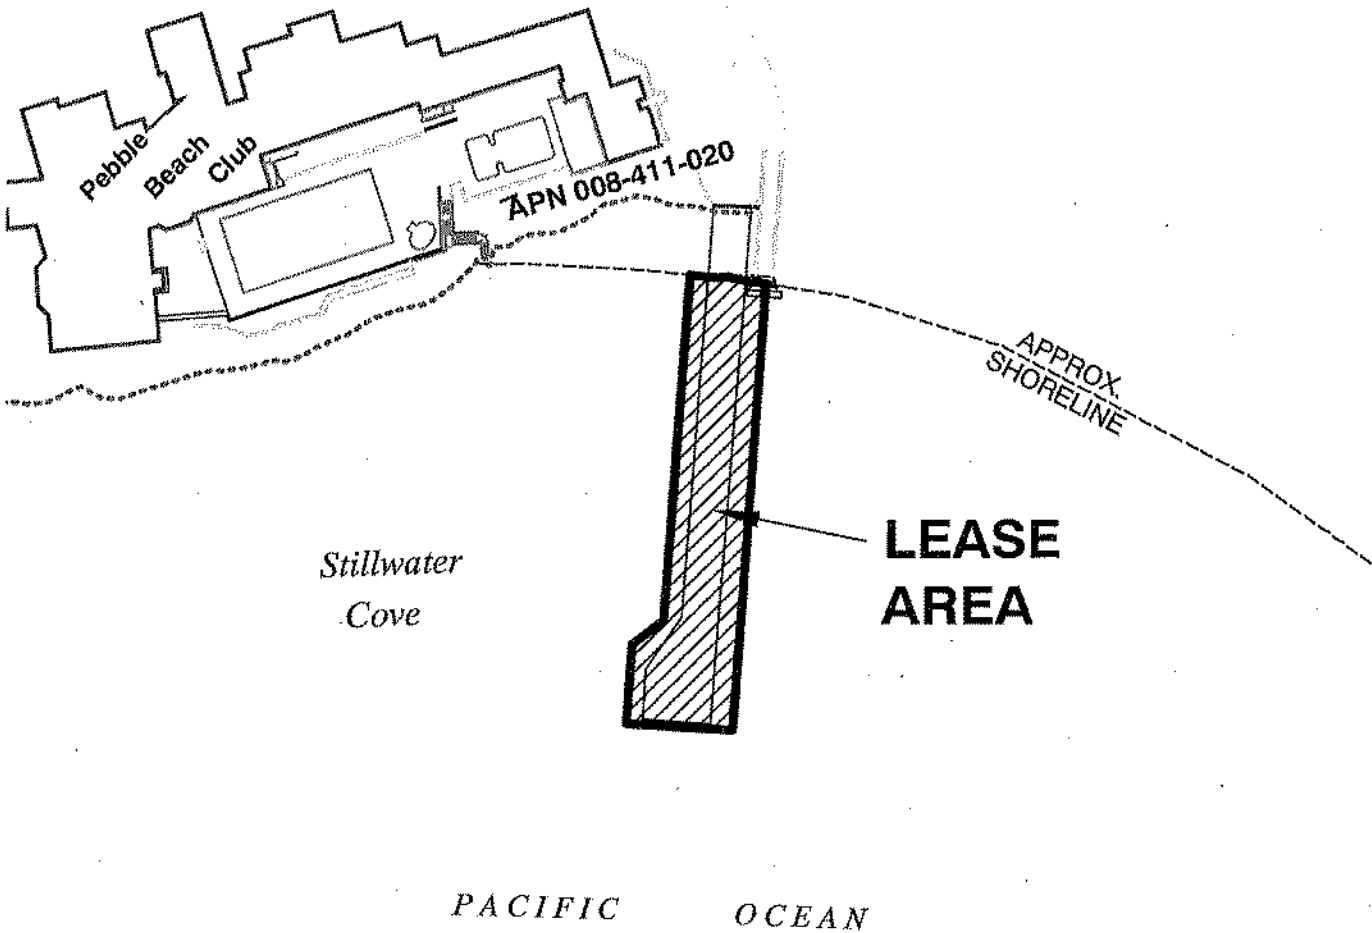 Pebble
Beach
Club
APN 008-411-020
APPROX.
SHORELINE
LEASE
AREA
Stillwater
Cove
PACIFIC OCEAN